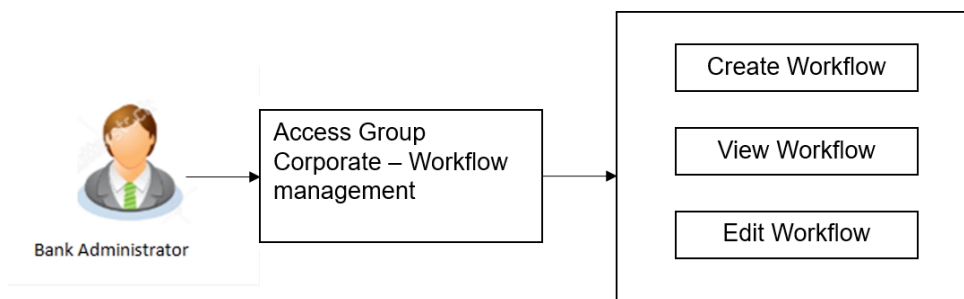 Create Workflow
Access Group
Corporate – Workflow
management
View Workflow
Edit Workflow
Bank Administrator